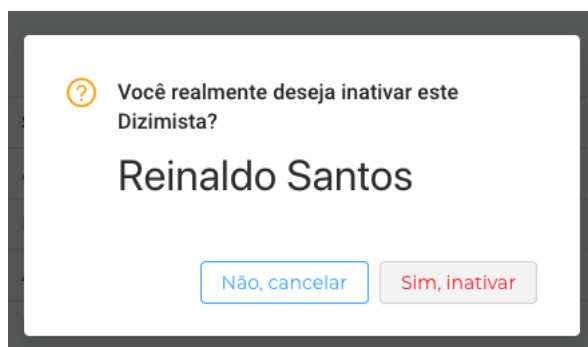 Você realmente deseja inativar este
Dizimista?
Reinaldo Santos
Não, cancelar
Sim, inativar